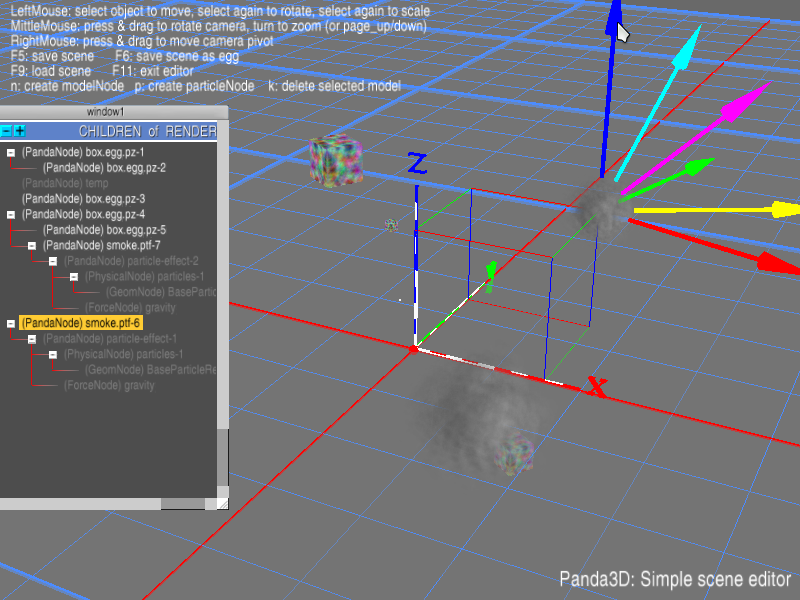 LeftMouse: select object to move, select again to rotate, select again to scale
MittleMouse: press & drag to rotate camera, turn to zoom (or page_up/down)
RightMouse: press & drag to move camera pivot
F5: save scene F6: save scene as egg
F9: load scene F11: exit editor
n: create modelNode p: create particleNode k: delete selected model
window1
CHILDREN of RENDER
(PandaNode) box.egg.pz-1
(PandaNode) box.egg.pz-2
(PandaNode) temp
(PandaNode) box.egg.pz-3
(PandaNode) box.egg.pz-4
(PandaNode) box.egg.pz-5
(PandaNode) smoke.ptf-7
(PandaNode) particle-effect-2
(PhysicalNode) particles-1
(GeomNode) BasePartic
(ForceNode) gravity
(PandaNode) smoke.ptf-6
(PandaNode) particle-effect-1
(PhysicalNode) particles-1
(GeomNode) BaseParticleRe
(ForceNode) gravity
Z
y
x
Panda3D: Simple scene editor